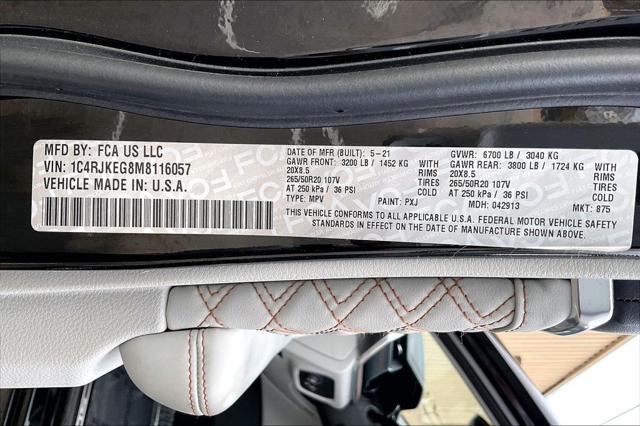 MFD BY: FCA US LLC
VIN: 1C4RJKEG8M8116057
VEHICLE MADE IN: U.S.A.
DATE OF MFR (BUILT): 5-21
GAWR FRONT: 3200 LB / 1452 KG
20X8.5
265/50R20 107V
AT 250 kPa / 36 PSI
TYPE: MPV
PAINT: PXJ
WITH
TIRES
RIMS
COLD
GVWR: 6700 LB / 3040 KG
GAWR REAR: 3800 LB / 1724 KG
20X8.5
265/50R20 107V
AT 250 kPa / 36 PSI
MDH: 042913
WITH
TIRES
RIMS
COLD
MKT: 875
THIS VEHICLE CONFORMS TO ALL APPLICABLE U.S.A. FEDERAL MOTOR VEHICLE SAFETY
STANDARDS IN EFFECT ON THE DATE OF MANUFACTURE SHOWN ABOVE.